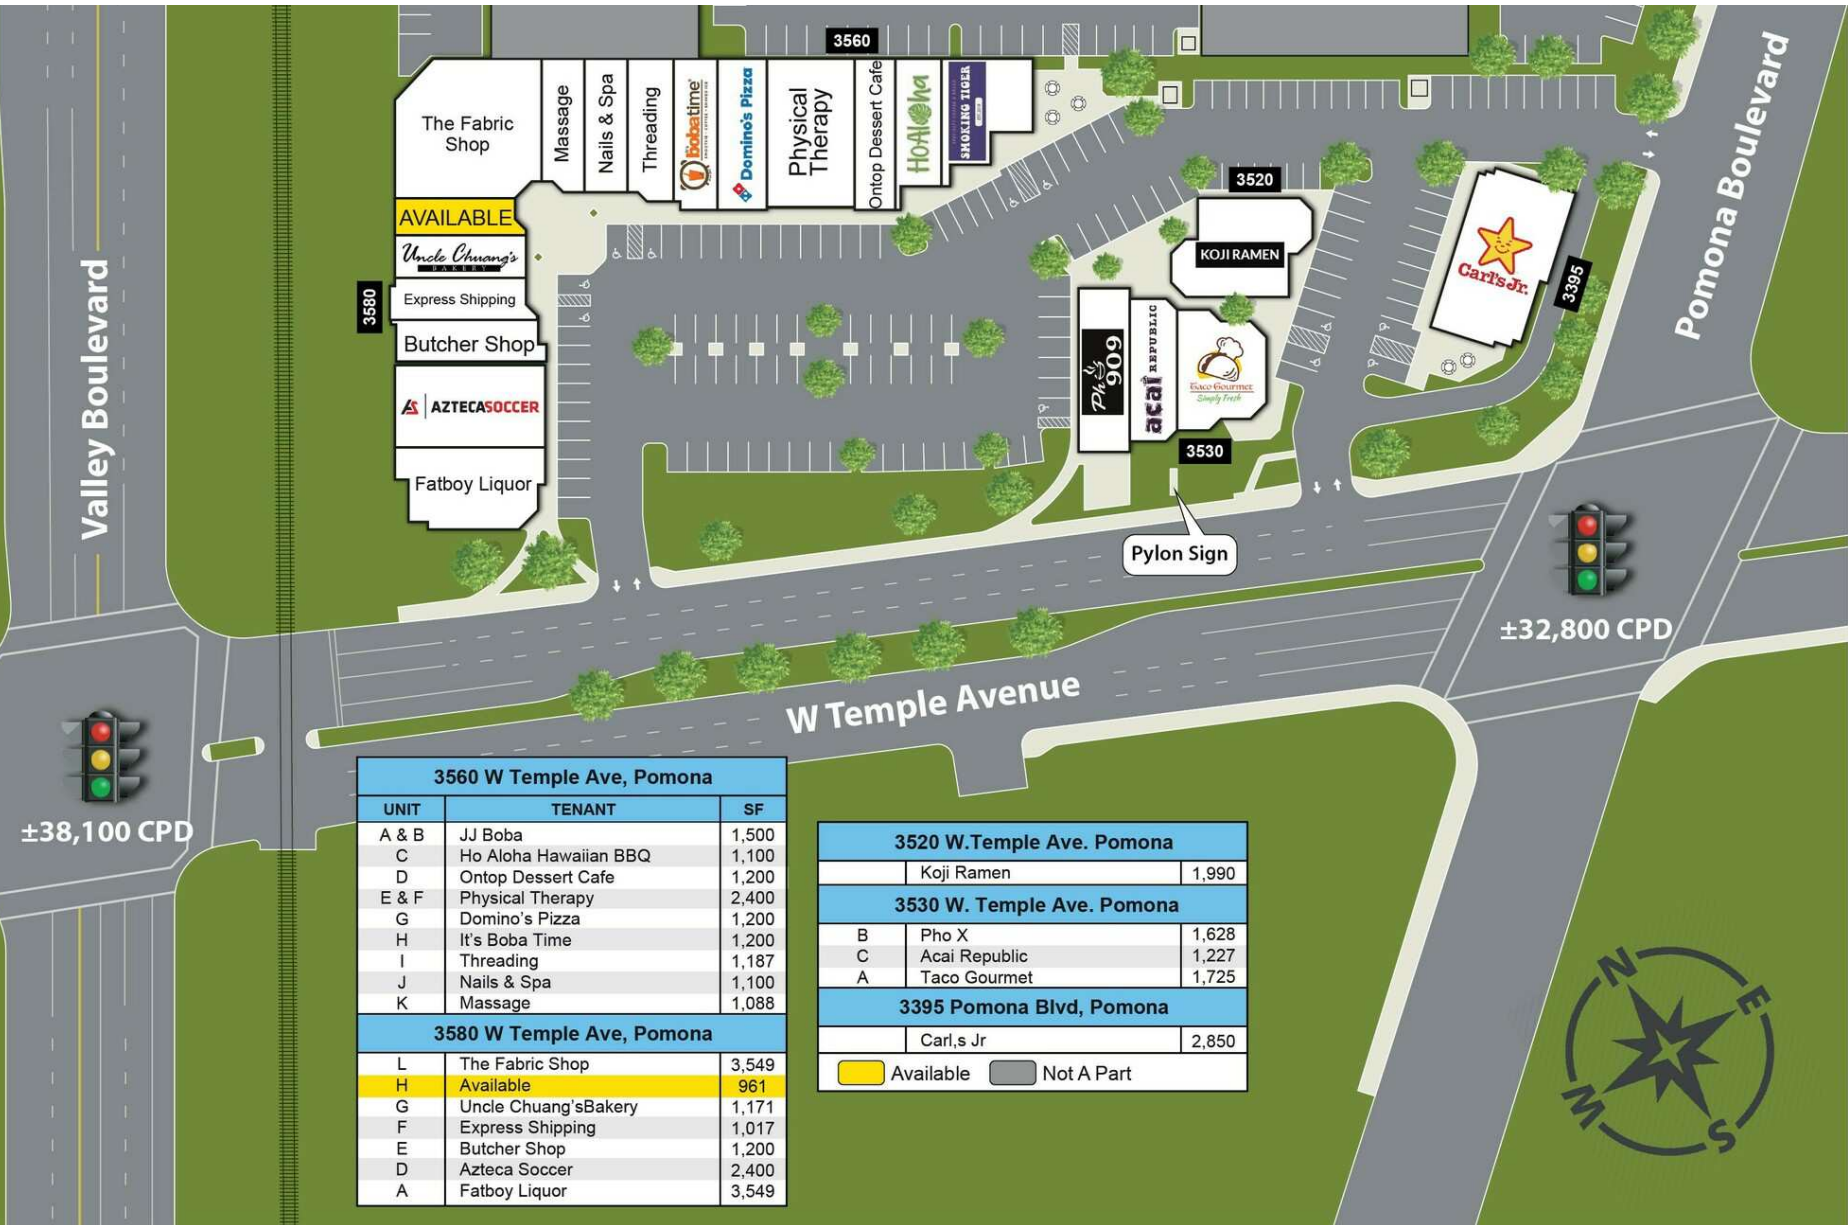 3560
The Fabric
Shop
Massage
Nails & Spa
Threading
bobatime
Domino's Pizza
Physical
Therapy
Ontop Dessert Cafe
HOALOha
SMOKING TIGER
AVAILABLE
Uncle Chuang's
BAKERY
3580
Express Shipping
Butcher Shop
AZTECASOCCER
Fatboy Liquor
3520
KOJI RAMEN
Carl's Jr.
3395
Pho's
909
acaí REPUBLIC
Taco Gourmet
Simply Fresh
3530
Pylon Sign
Valley Boulevard
Pomona Boulevard
W Temple Avenue
±32,800 CPD
±38,100 CPD
3560 W Temple Ave, Pomona
UNIT TENANT SF
A & B JJ Boba 1,500
C Ho Aloha Hawaiian BBQ 1,100
D Ontop Dessert Cafe 1,200
E & F Physical Therapy 2,400
G Domino's Pizza 1,200
H It's Boba Time 1,200
I Threading 1,187
J Nails & Spa 1,100
K Massage 1,088
3580 W Temple Ave, Pomona
L The Fabric Shop 3,549
H Available 961
G Uncle Chuang'sBakery 1,171
F Express Shipping 1,017
E Butcher Shop 1,200
D Azteca Soccer 2,400
A Fatboy Liquor 3,549
3520 W.Temple Ave. Pomona
Koji Ramen 1,990
3530 W. Temple Ave. Pomona
B Pho X 1,628
C Acai Republic 1,227
A Taco Gourmet 1,725
3395 Pomona Blvd, Pomona
Carl,s Jr 2,850
Available Not A Part
N
E
W
S